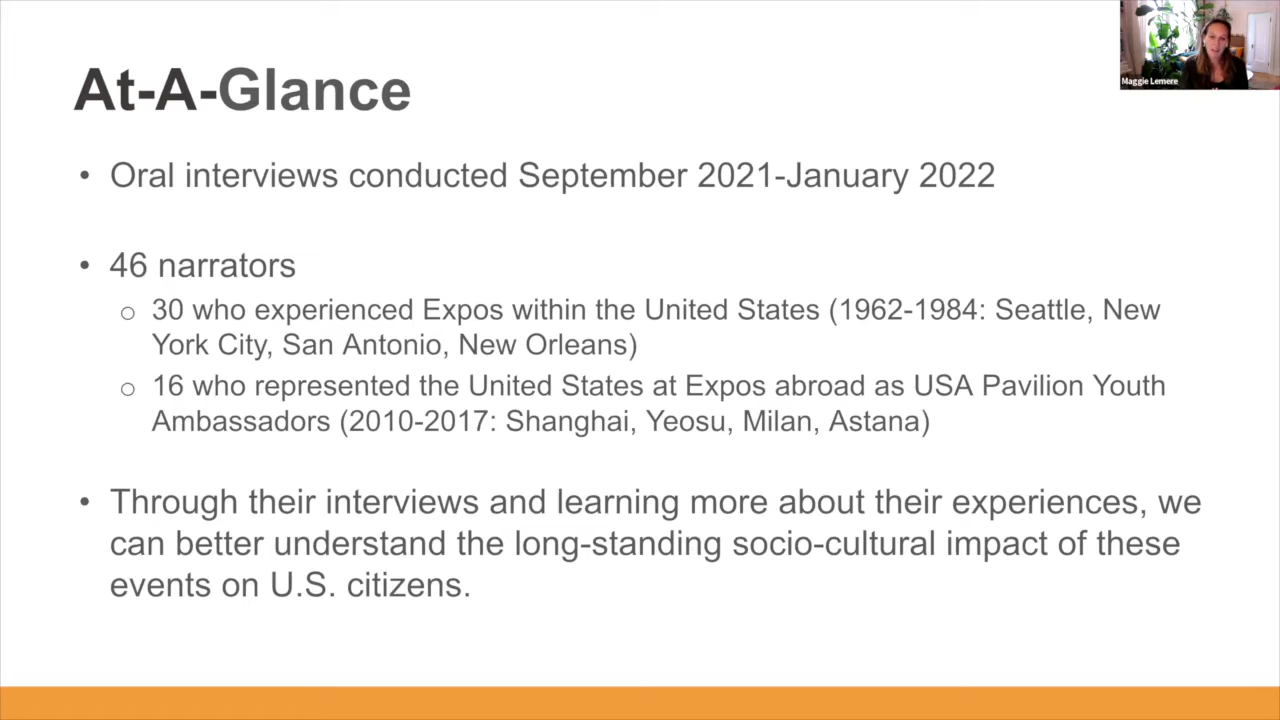 Maggie Lemere
At-A-Glance
• Oral interviews conducted September 2021-January 2022
• 46 narrators
o 30 who experienced Expos within the United States (1962-1984: Seattle, New
York City, San Antonio, New Orleans)
o 16 who represented the United States at Expos abroad as USA Pavilion Youth
Ambassadors (2010-2017: Shanghai, Yeosu, Milan, Astana)
• Through their interviews and learning more about their experiences, we
can better understand the long-standing socio-cultural impact of these
events on U.S. citizens.